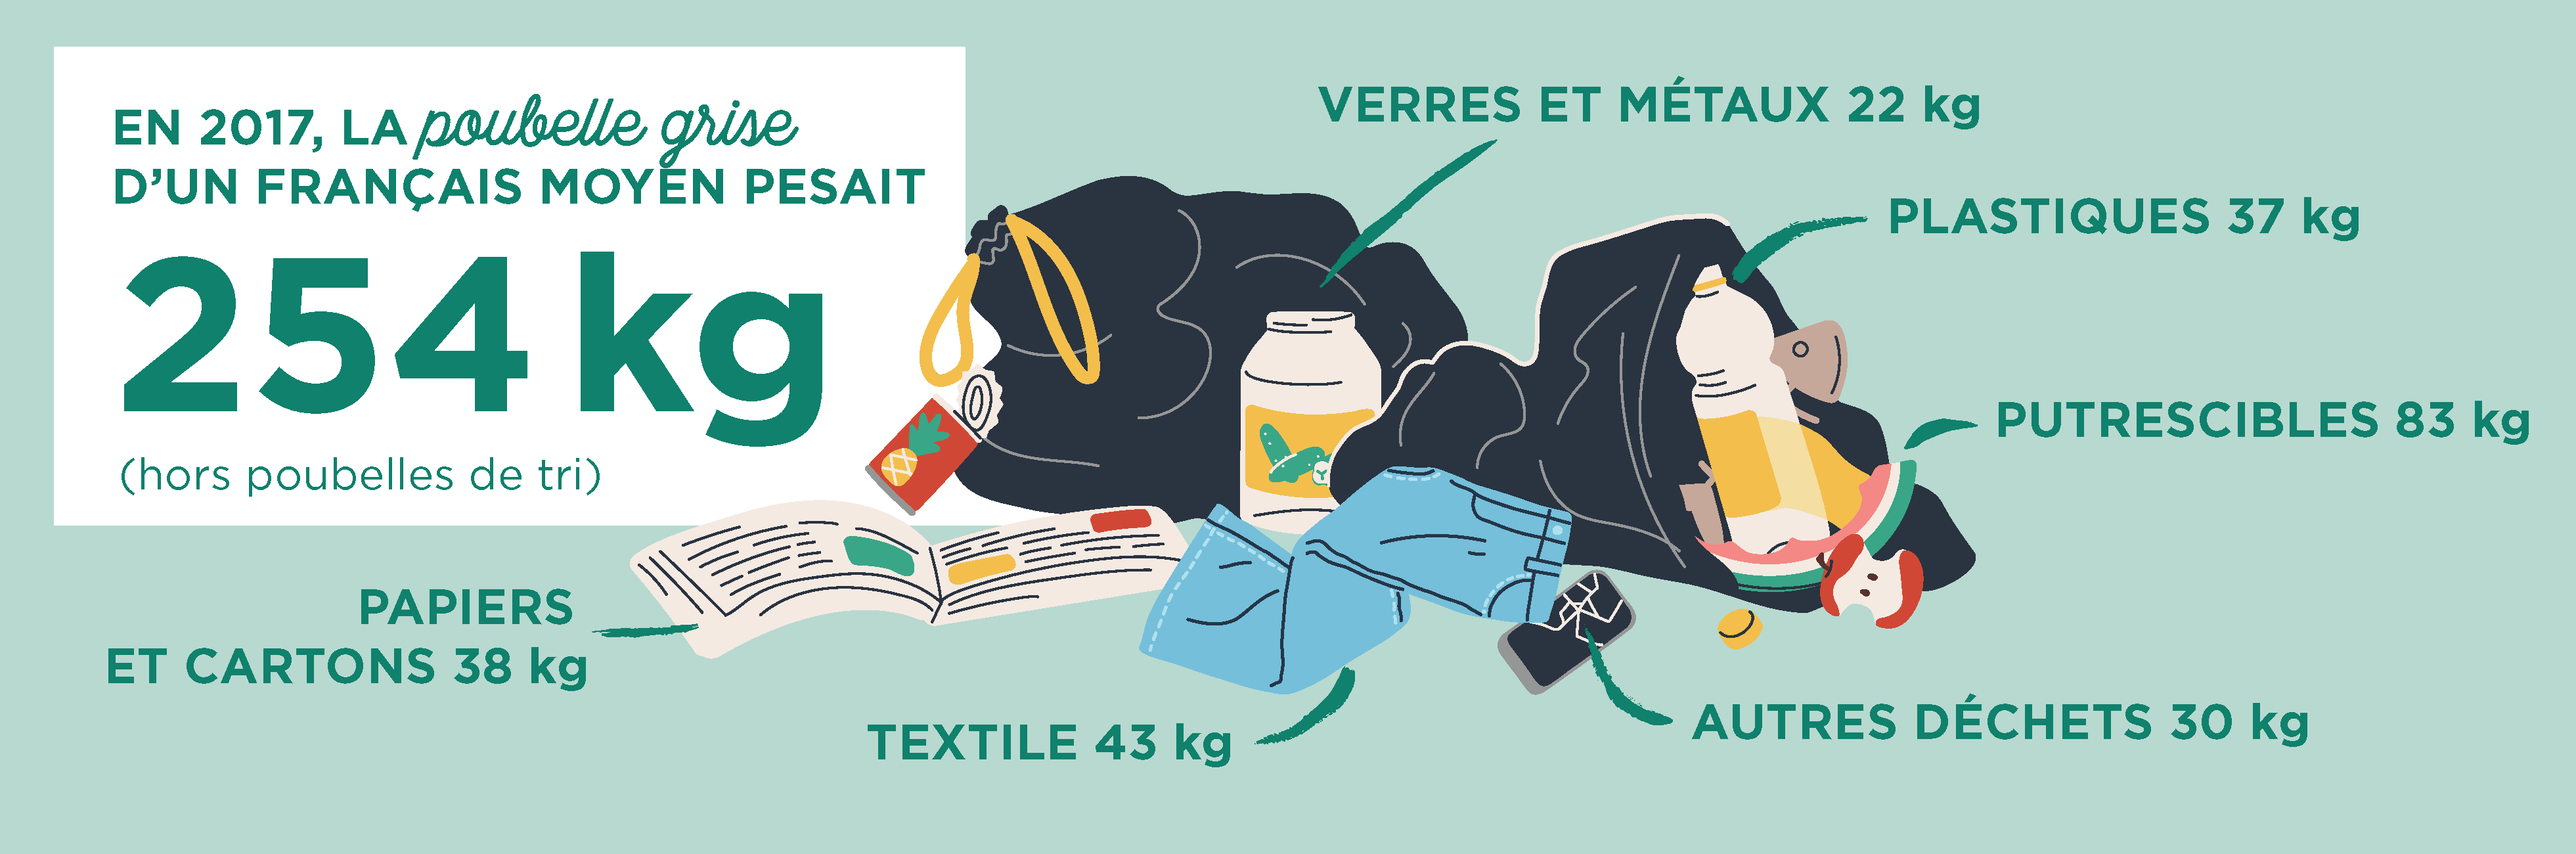 EN 2017, LA poubelle grise
D’UN FRANÇAIS MOYEN PESAIT
254 kg
(hors poubelles de tri)
VERRES ET MÉTAUX 22 kg
PLASTIQUES 37 kg
PUTRESCIBLES 83 kg
PAPIERS
ET CARTONS 38 kg
TEXTILE 43 kg
AUTRES DÉCHETS 30 kg